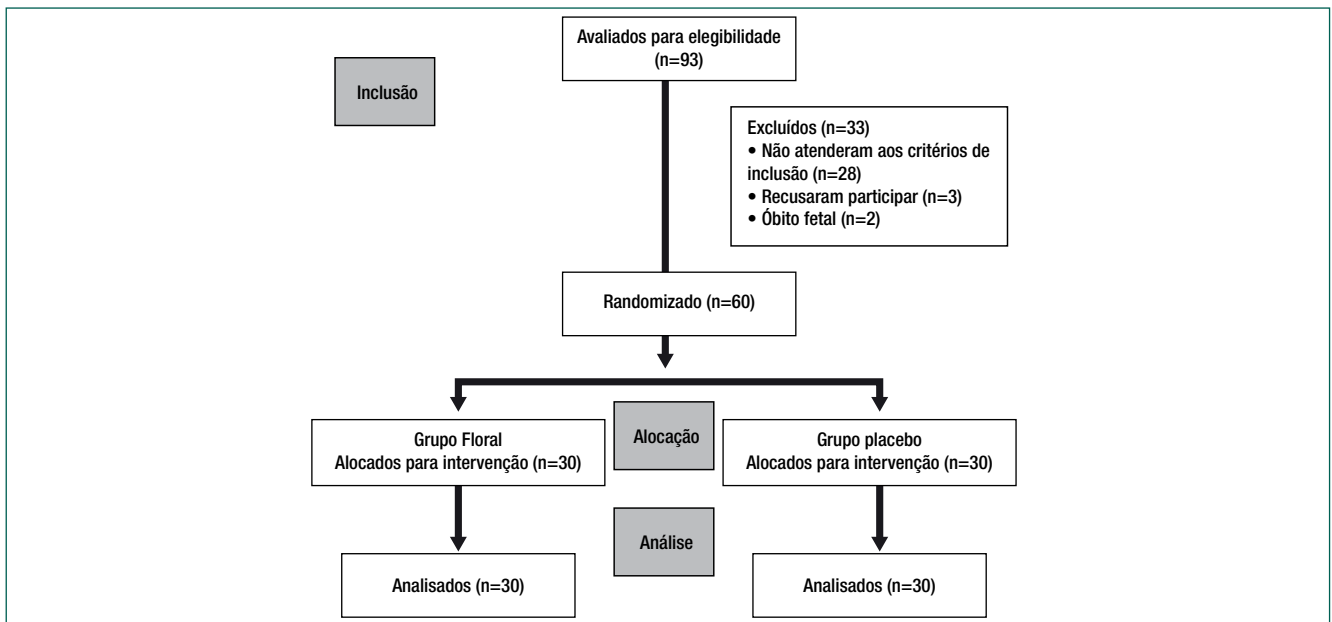 Avaliados para elegibilidade
(n=93)
Inclusão
Excluídos (n=33)
• Não atenderam aos critérios de
inclusão (n=28)
• Recusaram participar (n=3)
• Óbito fetal (n=2)
Randomizado (n=60)
Grupo Floral
Alocados para intervenção (n=30)
Alocação
Grupo placebo
Alocados para intervenção (n=30)
Análise
Analisados (n=30)
Analisados (n=30)